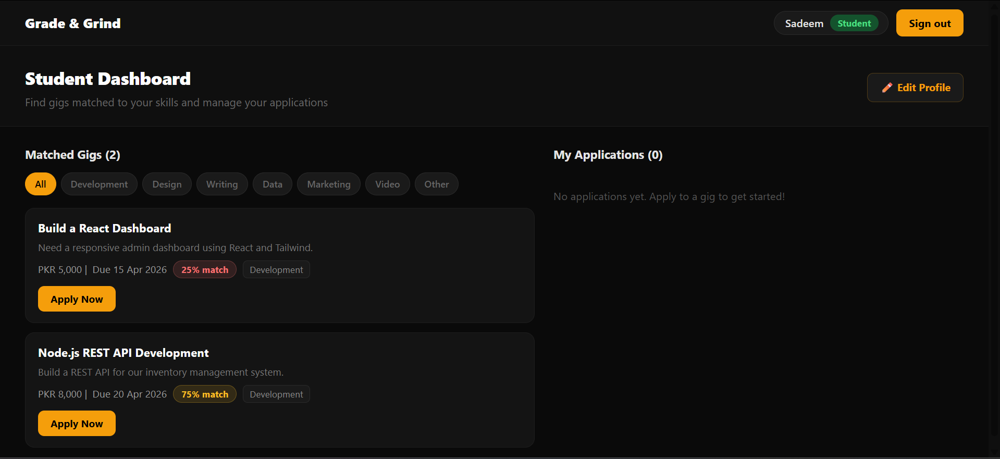 Grade & Grind
Sadeem Student
Sign out
Student Dashboard
Find gigs matched to your skills and manage your applications
Edit Profile
Matched Gigs (2)
All Development Design Writing Data Marketing Video Other
Build a React Dashboard
Need a responsive admin dashboard using React and Tailwind.
PKR 5,000 | Due 15 Apr 2026 25% match Development
Apply Now
Node.js REST API Development
Build a REST API for our inventory management system.
PKR 8,000 | Due 20 Apr 2026 75% match Development
Apply Now
My Applications (0)
No applications yet. Apply to a gig to get started!